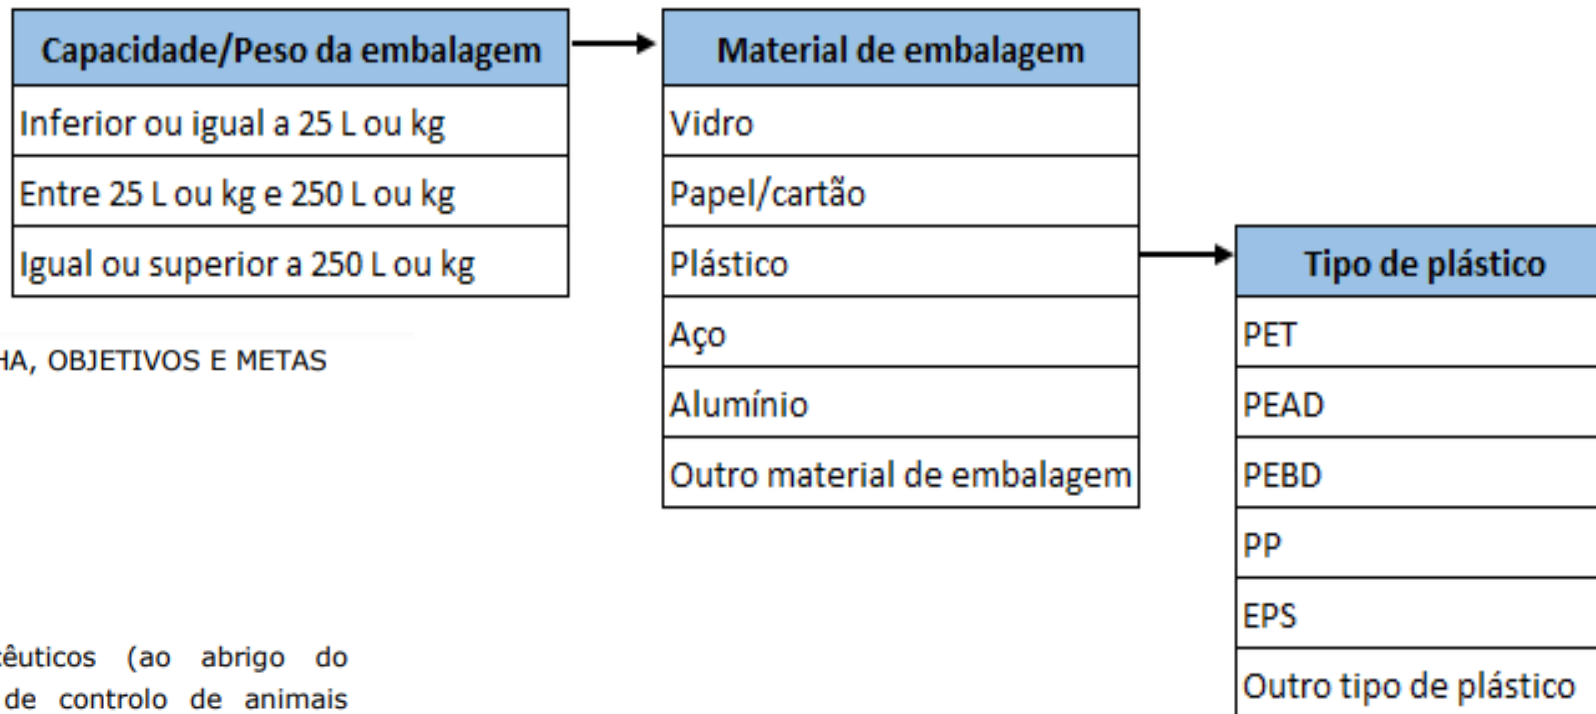 Capacidade/Peso da embalagem
Inferior ou igual a 25 L ou kg
Entre 25 L ou kg e 250 L ou kg
Igual ou superior a 250 L ou kg
Material de embalagem
Vidro
Papel/cartão
Plástico
Aço
Alumínio
Outro material de embalagem
Tipo de plástico
PET
PEAD
PEBD
PP
EPS
Outro tipo de plástico
OBJETIVOS E METAS
(ao abrigo do
de controlo de animais